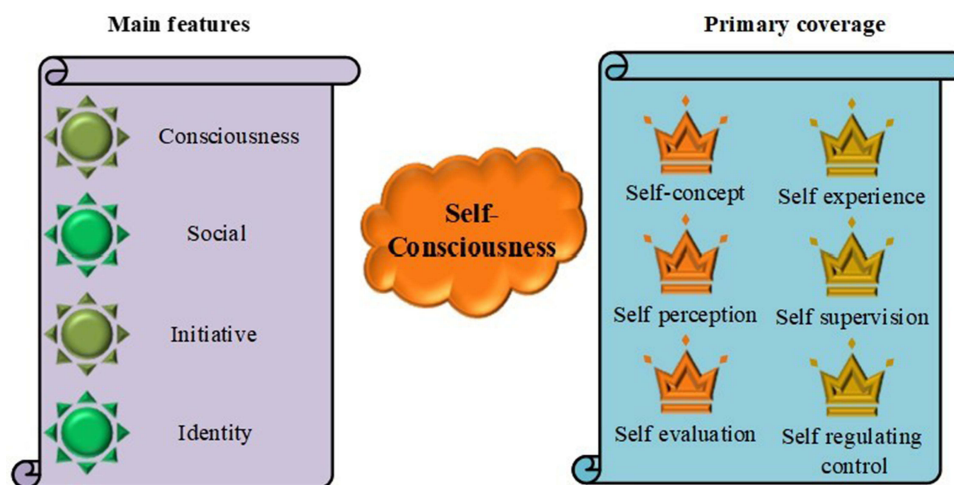 Main features
Consciousness
Social
Initiative
Identity
Self-
Consciousness
Primary coverage
Self-concept
Self experience
Self perception
Self supervision
Self evaluation
Self regulating
control